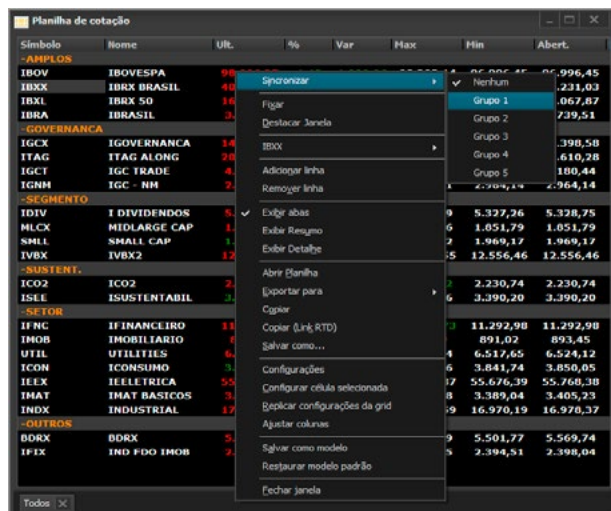 Planilha de cotação
Símbolo Nome Ult. % Var Max Min Abert.
-AMPLOS
IBOV IBOVESPA 96.996,45
IBXX IBRX BRASIL .231,03
IBXL IBRX 50 .067,87
IBRA IBRASIL 739,51
-GOVERNANCA
IGCX IGOVERNANCA .398,58
ITAG ITAG ALONG .610,28
IGCT IGC TRADE 180,44
IGNM IGC - NM 2.964,14 2.964,14
-SEGMENTO
IDIV I DIVIDENDOS 5.327,26 5.328,75
MLCX MIDLARGE CAP 1.851,79 1.851,79
SMLL SMALL CAP 1.969,17 1.969,17
IVBX IVBX2 12.556,46 12.556,46
-SUSTENT.
ICO2 ICO2 2.230,74 2.230,74
ISEE ISUSTENTABIL 3.390,20 3.390,20
-SETOR
IFNC IFINANCEIRO 11.292,98 11.292,98
IMOB IMOBILIARIO 891,02 893,45
UTIL UTILITIES 6.517,65 6.524,12
ICON ICONSUMO 3.841,74 3.850,05
IEEX IEELETRICA 55.676,39 55.768,38
IMAT IMAT BASICOS 3.389,04 3.405,23
INDX INDUSTRIAL 16.970,19 16.978,37
-OUTROS
BDRX BDRX 5.501,77 5.569,74
IFIX IND FDO IMOB 2.394,51 2.398,04
Todos
Sincronizar
Fixar
Destacar Janela
IBXX
Adicionar linha
Remover linha
Exibir abas
Exibir Resumo
Exibir Detalhe
Abrir Planilha
Exportar para
Copiar
Copiar (Link RTD)
Salvar como...
Configurações
Configurar célula selecionada
Replicar configurações da grid
Ajustar colunas
Salvar como modelo
Restaurar modelo padrão
Fechar janela
Nenhum
Grupo 1
Grupo 2
Grupo 3
Grupo 4
Grupo 5